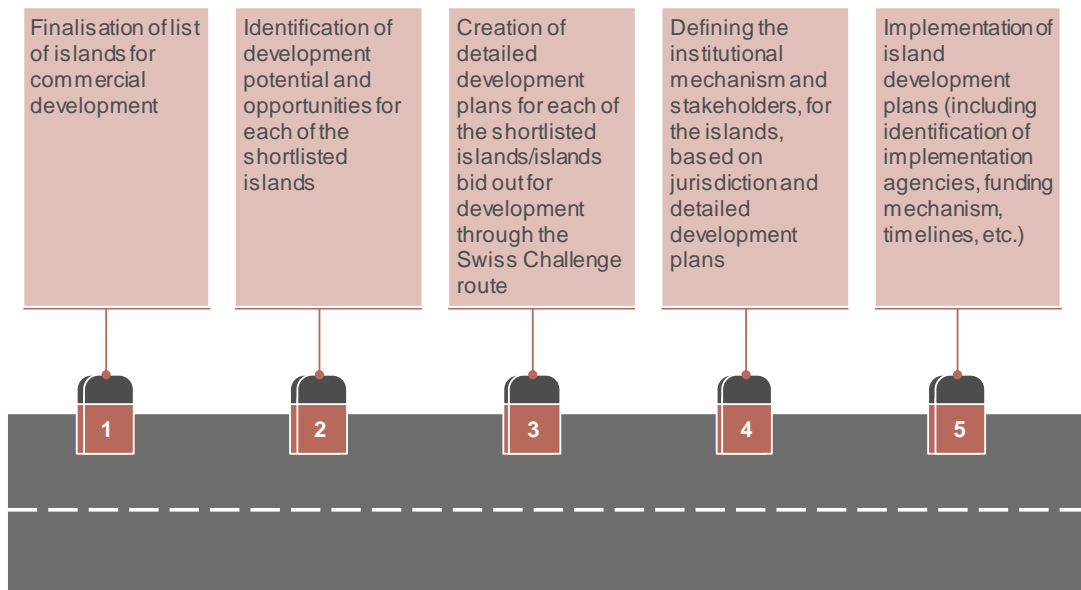 Finalisation of list
of islands for
commercial
development
Identification of
development
potential and
opportunities for
each of the
shortlisted
islands
Creation of
detailed
development
plans for each of
the shortlisted
islands/islands
bid out for
development
through the
Swiss Challenge
route
Defining the
institutional
mechanism and
stakeholders, for
the islands,
based on
jurisdiction and
detailed
development
plans
Implementation of
island
development
plans (including
identification of
implementation
agencies, funding
mechanism,
timelines, etc.)
1
2
3
4
5